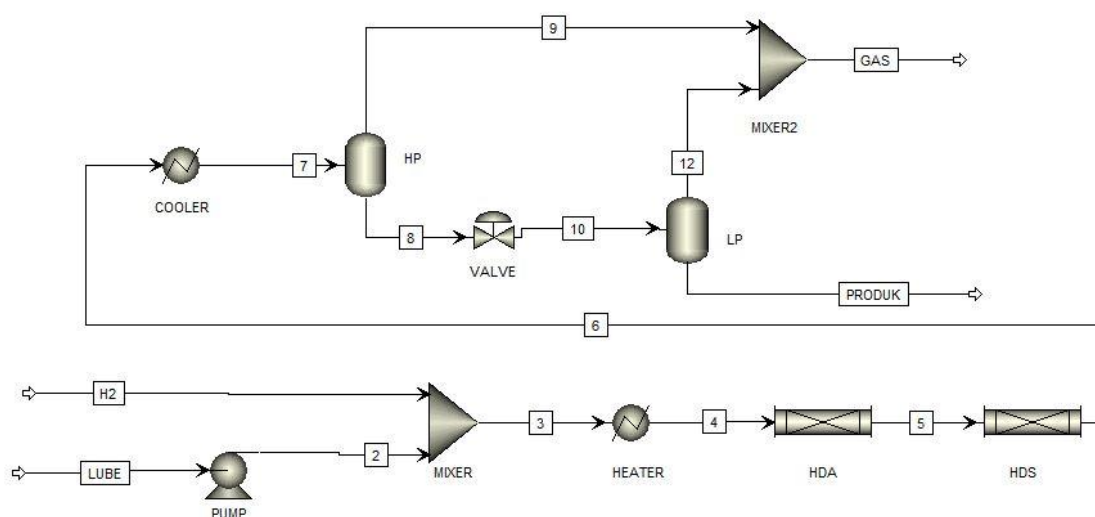 9
GAS
MIXER2
HP
7
12
COOLER
8
10
LP
VALVE
PRODUK
6
H2
3
4
5
2
MIXER
HEATER
HDA
HDS
LUBE
PUMP